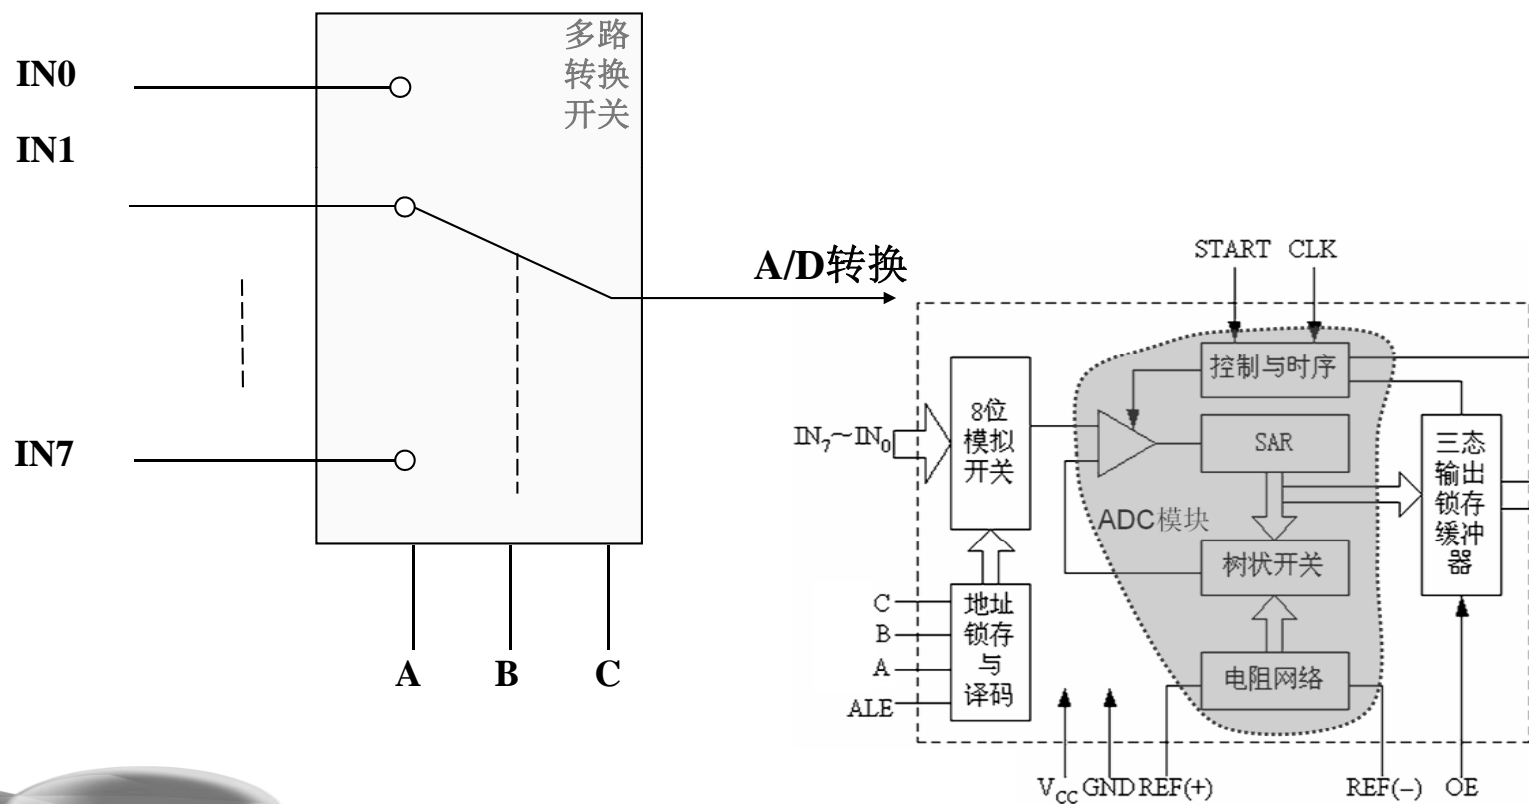 多路
转换
开关
IN0
IN1
IN7
A/D转换
A
B
C
START
CLK
控制与时序
8位
模拟
开关
IN₇~IN₀
SAR
三态
输出
锁存
缓冲
器
ADC模块
树状开关
C
B
A
ALE
地址
锁存
与
译码
电阻网络
V_CC
GND
REF(+)
REF(−)
OE